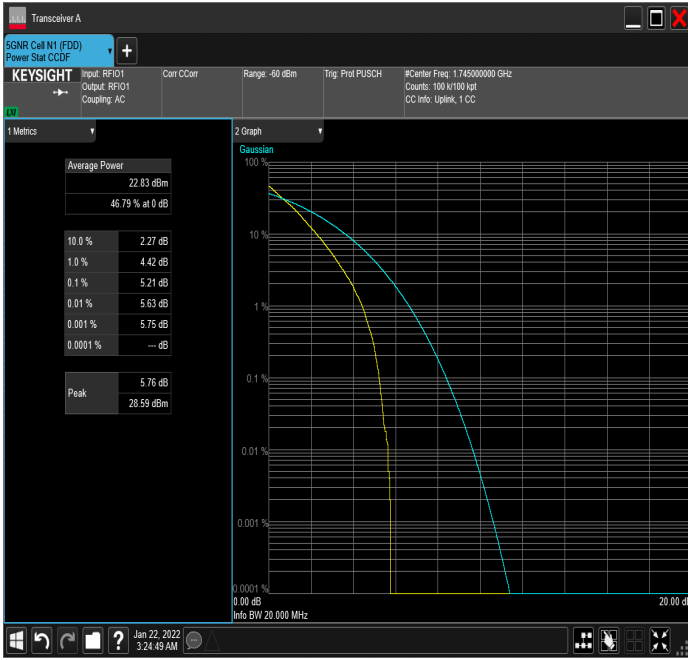 Transceiver A
5GNR Cell N1 (FDD)
Power Stat CCDF
KEYSIGHT
Input: RFIO1
Output: RFIO1
Coupling: AC
Corr CCorr
Range: -60 dBm
Trig: Prot PUSCH
#Center Freq: 1.745000000 GHz
Counts: 100 k/100 kpt
CC Info: Uplink, 1 CC
1 Metrics
Average Power
22.83 dBm
46.79 % at 0 dB
10.0 % 2.27 dB
1.0 % 4.42 dB
0.1 % 5.21 dB
0.01 % 5.63 dB
0.001 % 5.75 dB
0.0001 % --- dB
Peak
5.76 dB
28.59 dBm
2 Graph
Gaussian
100 %
10 %
1 %
0.1 %
0.01 %
0.001 %
0.0001 %
0.00 dB
20.00 dB
Info BW 20.000 MHz
Jan 22, 2022
3:24:49 AM